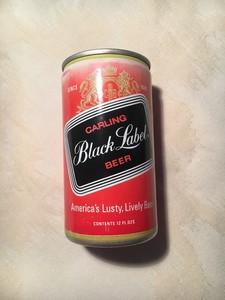 SINCE
CARLING
Black Label
BEER
America's Lusty, Lively Beer
CONTENTS 12 FL OZS